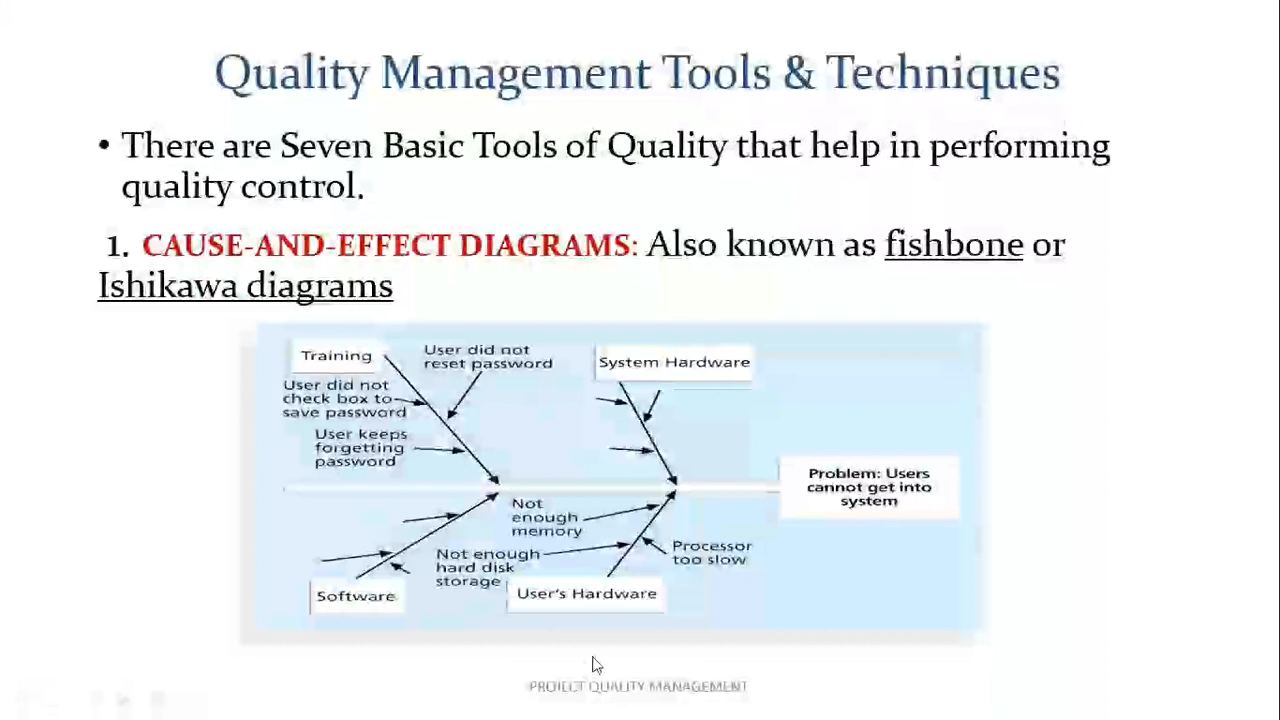 Quality Management Tools & Techniques
• There are Seven Basic Tools of Quality that help in performing
quality control.
1. CAUSE-AND-EFFECT DIAGRAMS: Also known as fishbone or
Ishikawa diagrams
Training
User did not
reset password
System Hardware
User did not
check box to
save password
User keeps
forgetting
password
Problem: Users
cannot get into
system
Not
enough
memory
Not enough
hard disk
storage
Processor
too slow
Software
User's Hardware
PROJECT QUALITY MANAGEMENT